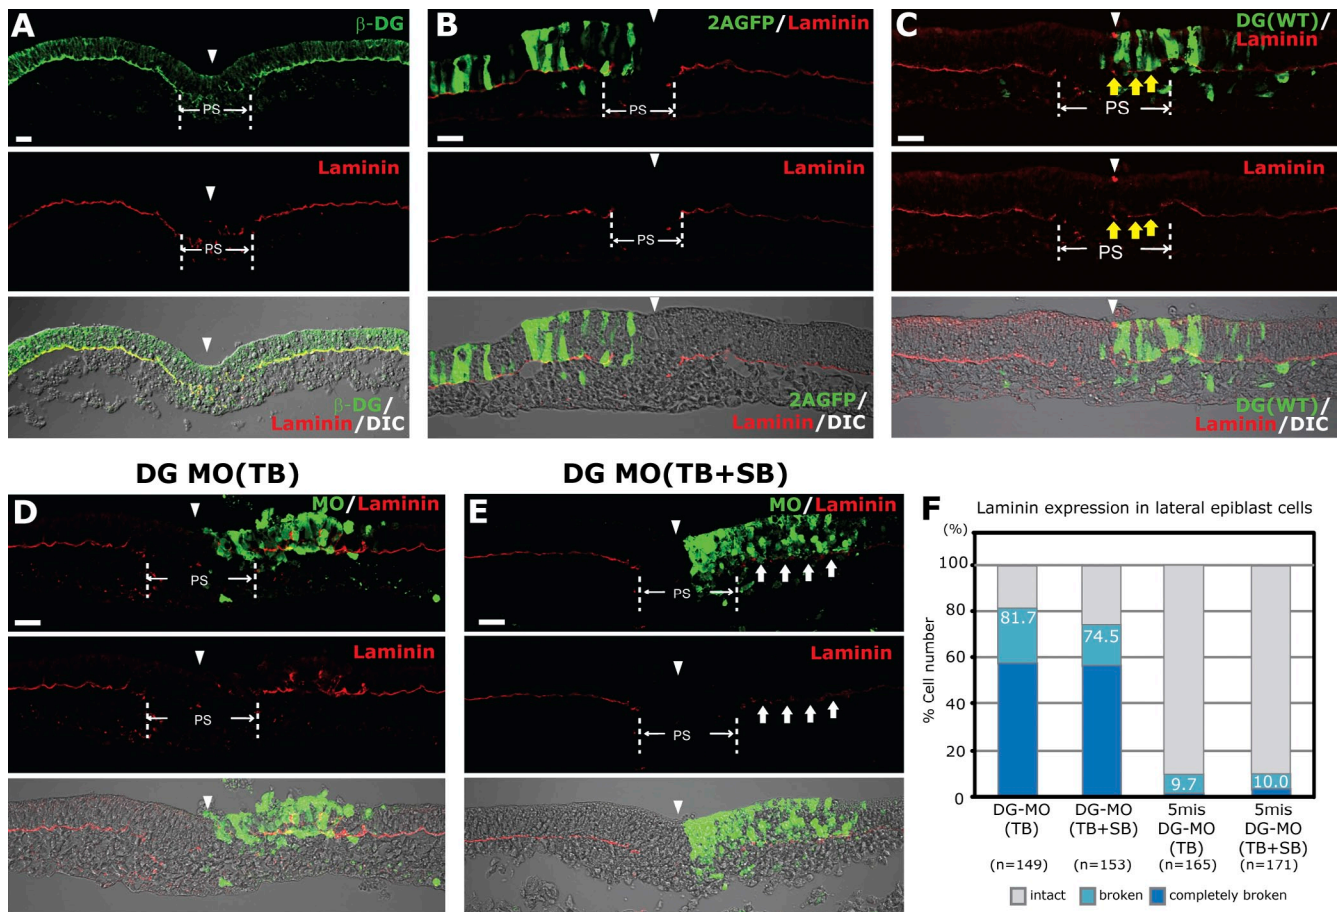 A
β-DG
PS
Laminin
PS
β-DG/
Laminin/DIC
B
2AGFP/Laminin
PS
Laminin
PS
2AGFP/
Laminin/DIC
C
DG(WT)/
Laminin
PS
Laminin
PS
DG(WT)/
Laminin/DIC
DG MO(TB)
D
MO/Laminin
PS
Laminin
PS
DG MO(TB+SB)
E
MO/Laminin
PS
Laminin
PS
F
Laminin expression in lateral epiblast cells
(%)
100
80
60
40
20
0
% Cell number
81.7
74.5
9.7
10.0
DG-MO
(TB)
(n=149)
DG-MO
(TB+SB)
(n=153)
5mis
DG-MO
(TB)
(n=165)
5mis
DG-MO
(TB+SB)
(n=171)
intact
broken
completely broken